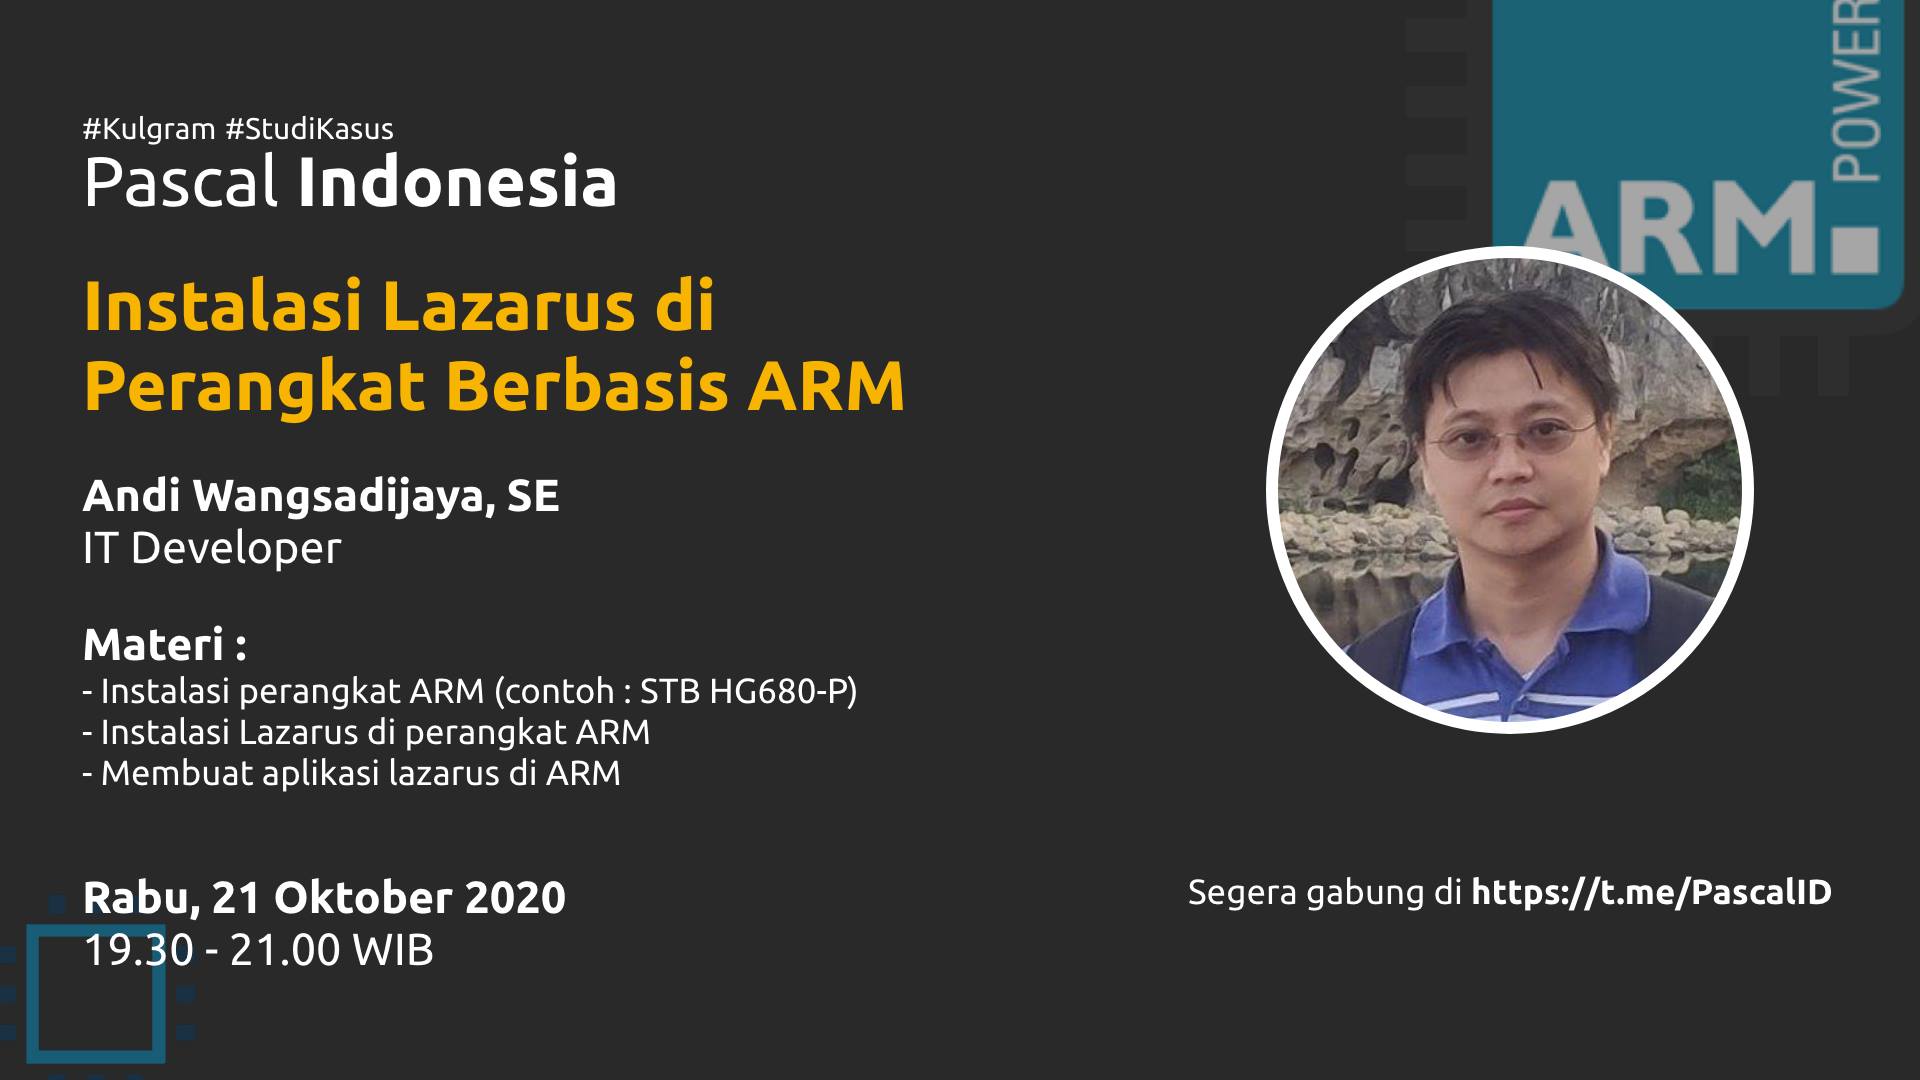 #Kulgram #StudiKasus
Pascal Indonesia
Instalasi Lazarus di
Perangkat Berbasis ARM
Andi Wangsadijaya, SE
IT Developer
Materi :
- Instalasi perangkat ARM (contoh : STB HG680-P)
- Instalasi Lazarus di perangkat ARM
- Membuat aplikasi lazarus di ARM
Rabu, 21 Oktober 2020
19.30 - 21.00 WIB
ARM
POWER
Segera gabung di https://t.me/PascalID